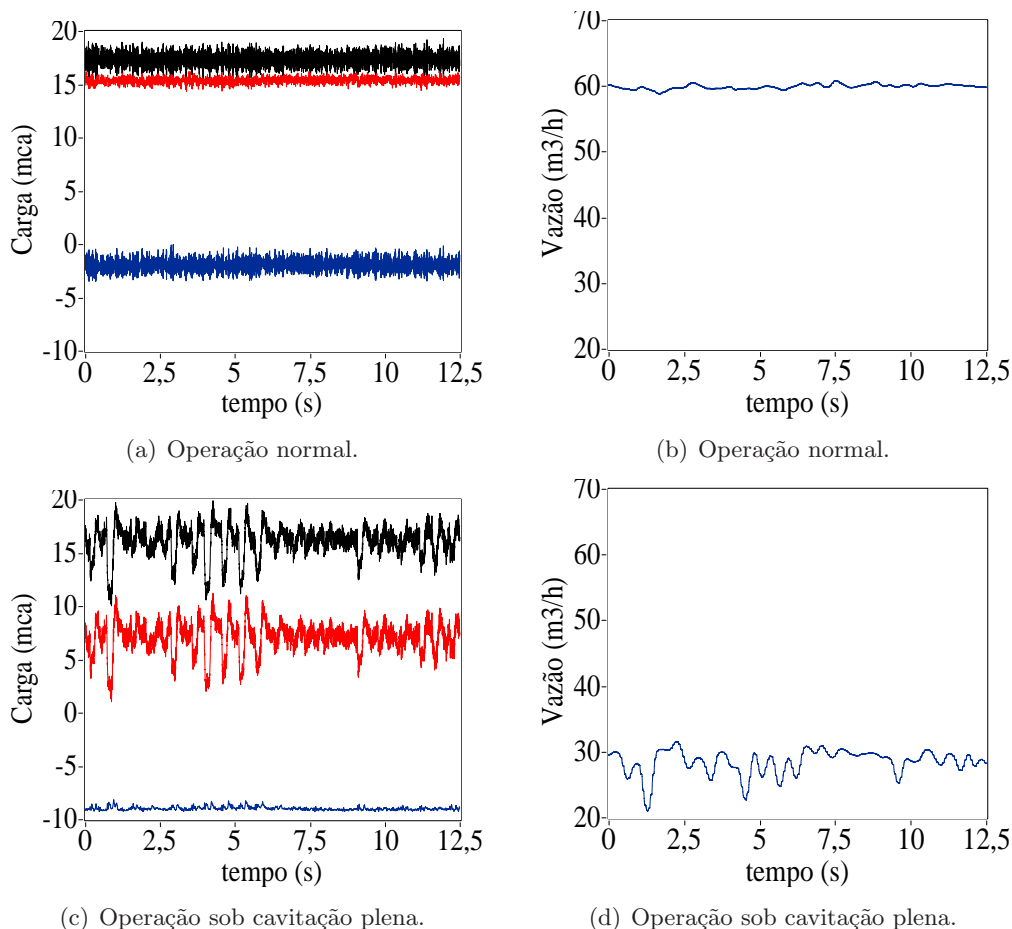 20
15
10
5
0
-5
-10
Carga (mca)
0 2,5 5 7,5 10 12,5
tempo (s)
(a) Operação normal.
70
60
50
40
30
20
Vazão (m3/h)
0 2,5 5 7,5 10 12,5
tempo (s)
(b) Operação normal.
20
15
10
5
0
-5
-10
Carga (mca)
0 2,5 5 7,5 10 12,5
tempo (s)
(c) Operação sob cavitação plena.
70
60
50
40
30
20
Vazão (m3/h)
0 2,5 5 7,5 10 12,5
tempo (s)
(d) Operação sob cavitação plena.